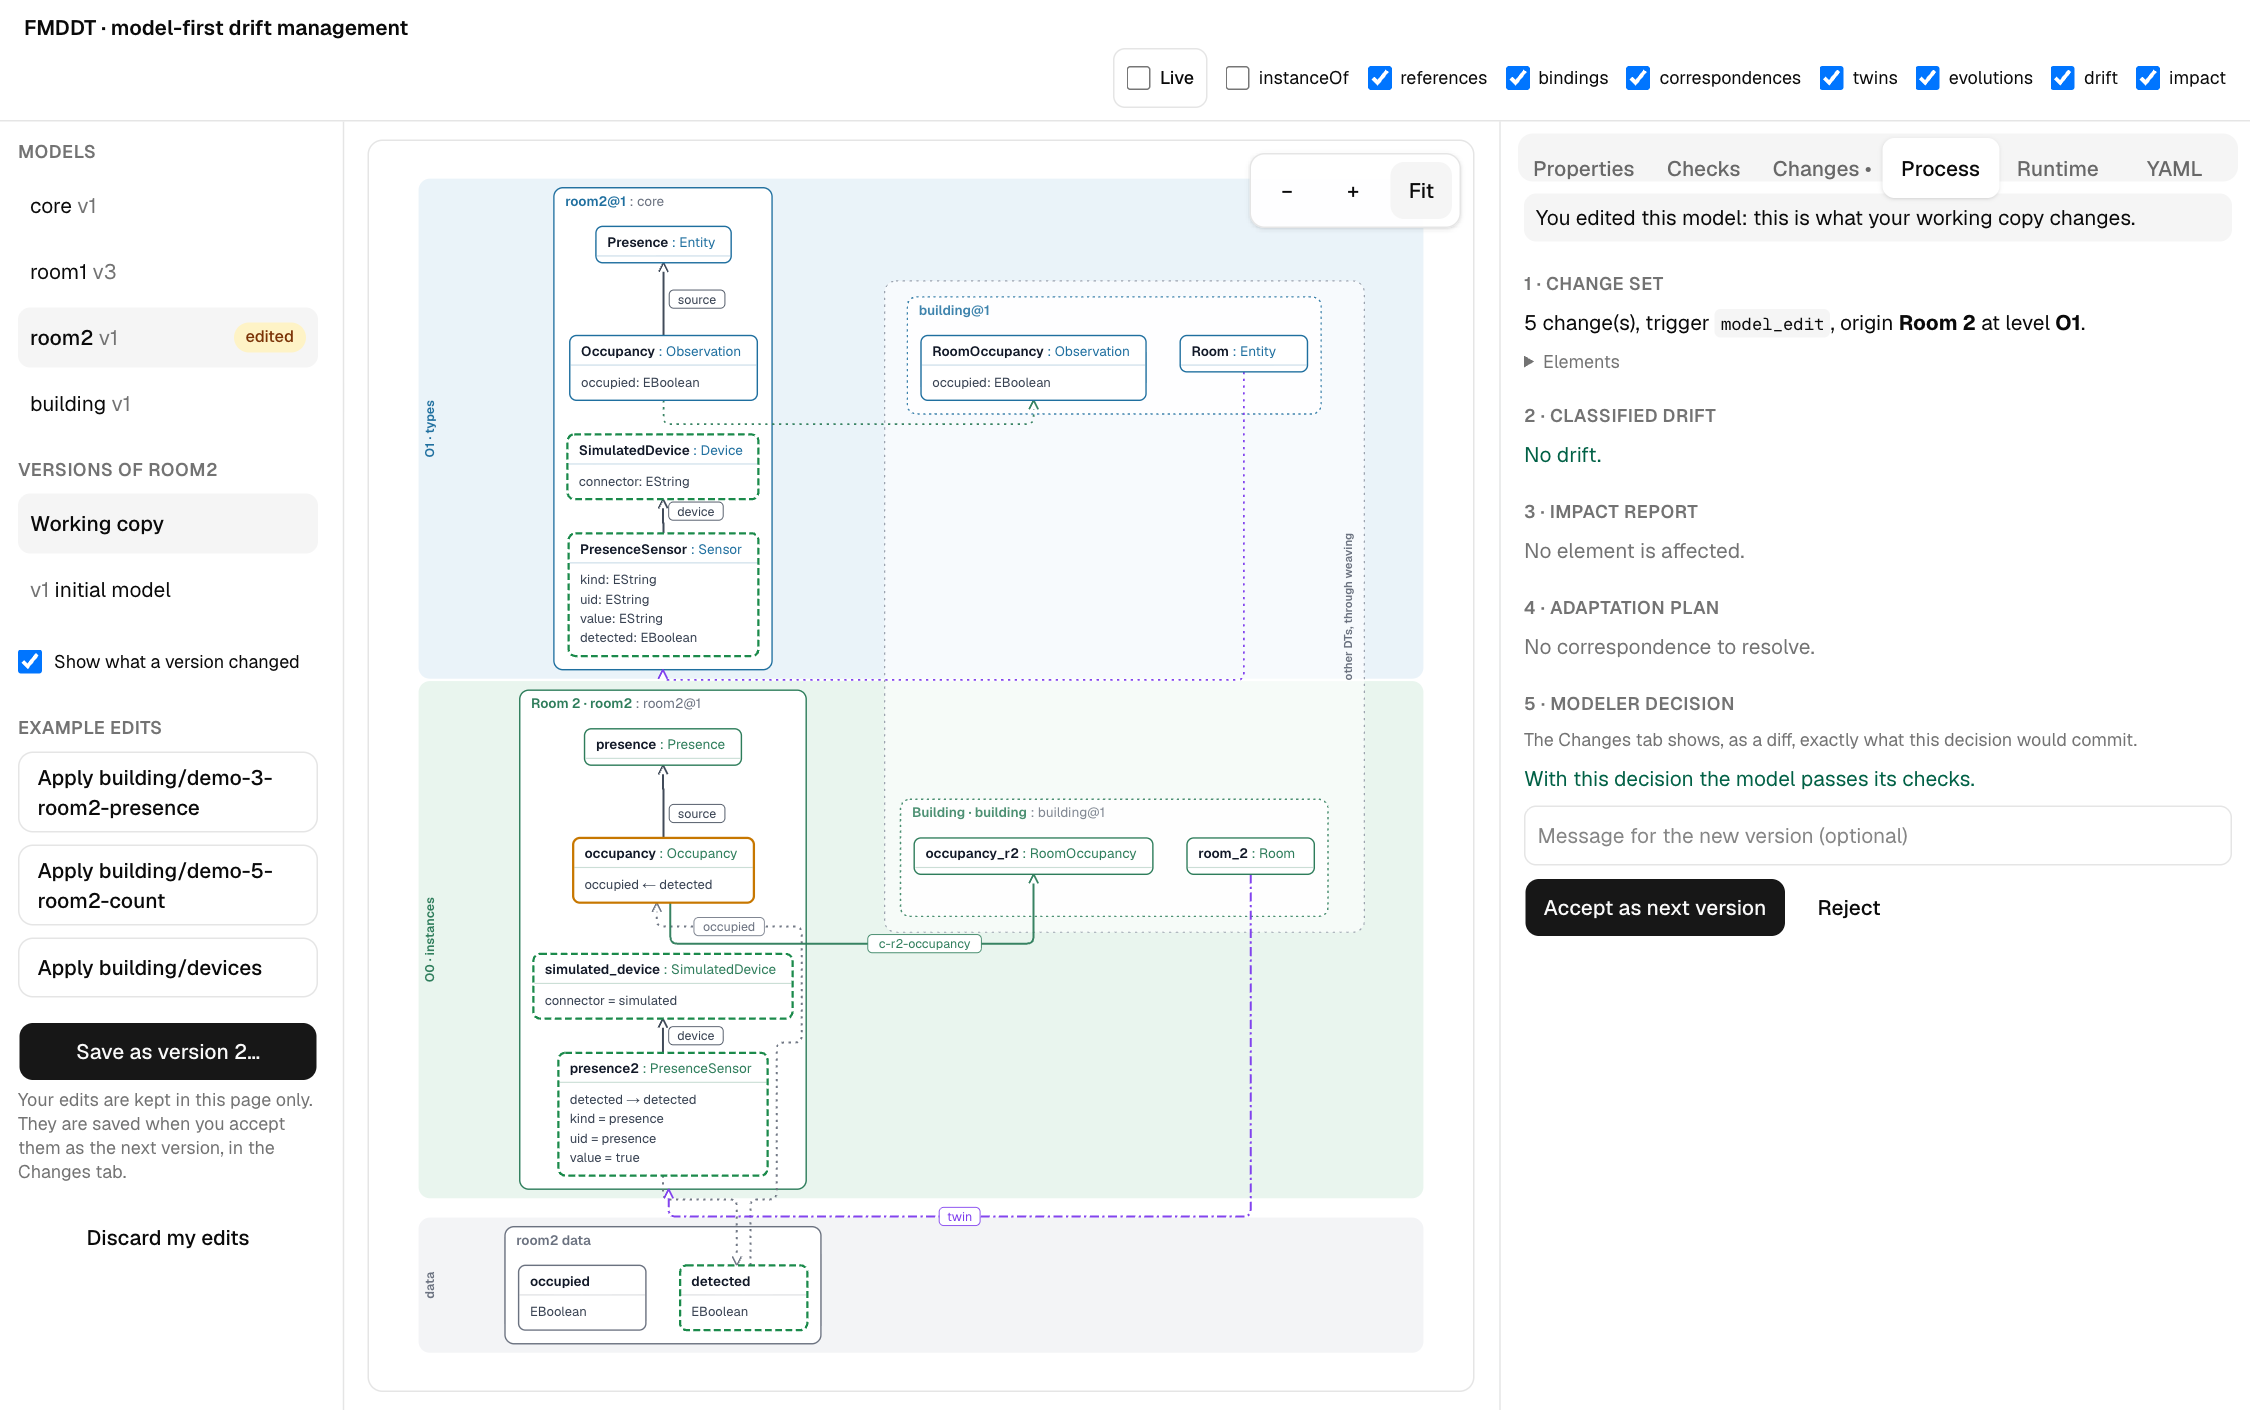 FMDDT · model-first drift management
Live
instanceOf
references
bindings
correspondences
twins
evolutions
drift
impact
MODELS
core v1
room1 v3
room2 v1
edited
building v1
VERSIONS OF ROOM2
Working copy
v1 initial model
Show what a version changed
EXAMPLE EDITS
Apply building/demo-3-
room2-presence
Apply building/demo-5-
room2-count
Apply building/devices
Save as version 2…
Your edits are kept in this page only.
They are saved when you accept
them as the next version, in the
Changes tab.
Discard my edits
− + Fit
O1 · types
room2@1 : core
Presence : Entity
source
Occupancy : Observation
occupied: EBoolean
SimulatedDevice : Device
connector: EString
device
PresenceSensor : Sensor
kind: EString
uid: EString
value: EString
detected: EBoolean
building@1
RoomOccupancy : Observation
occupied: EBoolean
Room : Entity
other DTs, through weaving
O0 · instances
Room 2 · room2 : room2@1
presence : Presence
source
occupancy : Occupancy
occupied ← detected
occupied
c-r2-occupancy
simulated_device : SimulatedDevice
connector = simulated
device
presence2 : PresenceSensor
detected → detected
kind = presence
uid = presence
value = true
Building · building : building@1
occupancy_r2 : RoomOccupancy
room_2 : Room
twin
data
room2 data
occupied
EBoolean
detected
EBoolean
Properties
Checks
Changes •
Process
Runtime
YAML
You edited this model: this is what your working copy changes.
1 · CHANGE SET
5 change(s), trigger model_edit, origin Room 2 at level O1.
Elements
2 · CLASSIFIED DRIFT
No drift.
3 · IMPACT REPORT
No element is affected.
4 · ADAPTATION PLAN
No correspondence to resolve.
5 · MODELER DECISION
The Changes tab shows, as a diff, exactly what this decision would commit.
With this decision the model passes its checks.
Message for the new version (optional)
Accept as next version
Reject